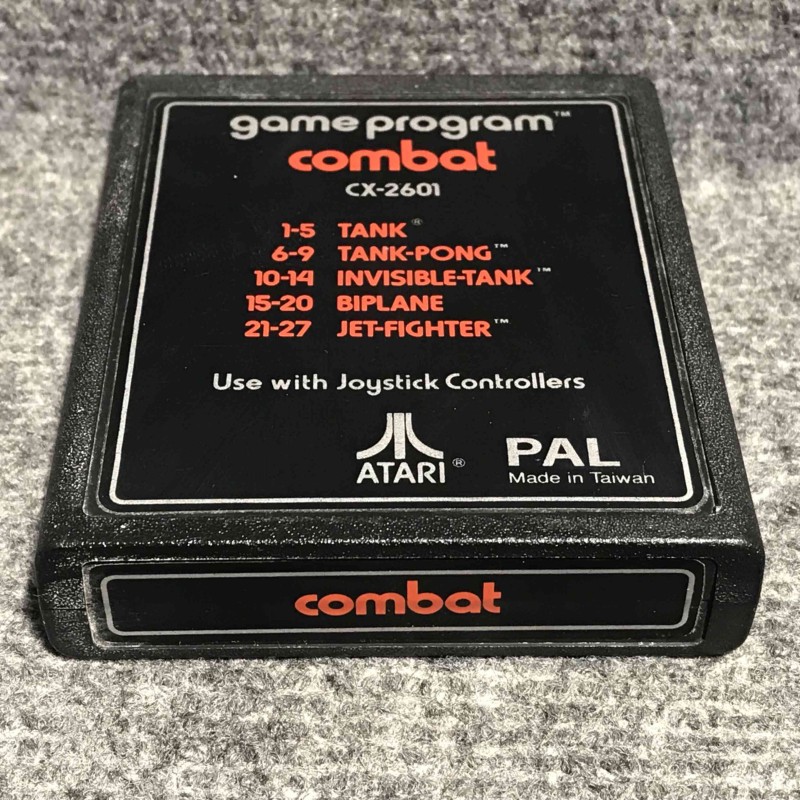 game program™
combat
CX-2601
1-5 TANK®
6-9 TANK-PONG™
10-14 INVISIBLE-TANK™
15-20 BIPLANE
21-27 JET-FIGHTER™
Use with Joystick Controllers
ATARI®
PAL
Made in Taiwan
combat